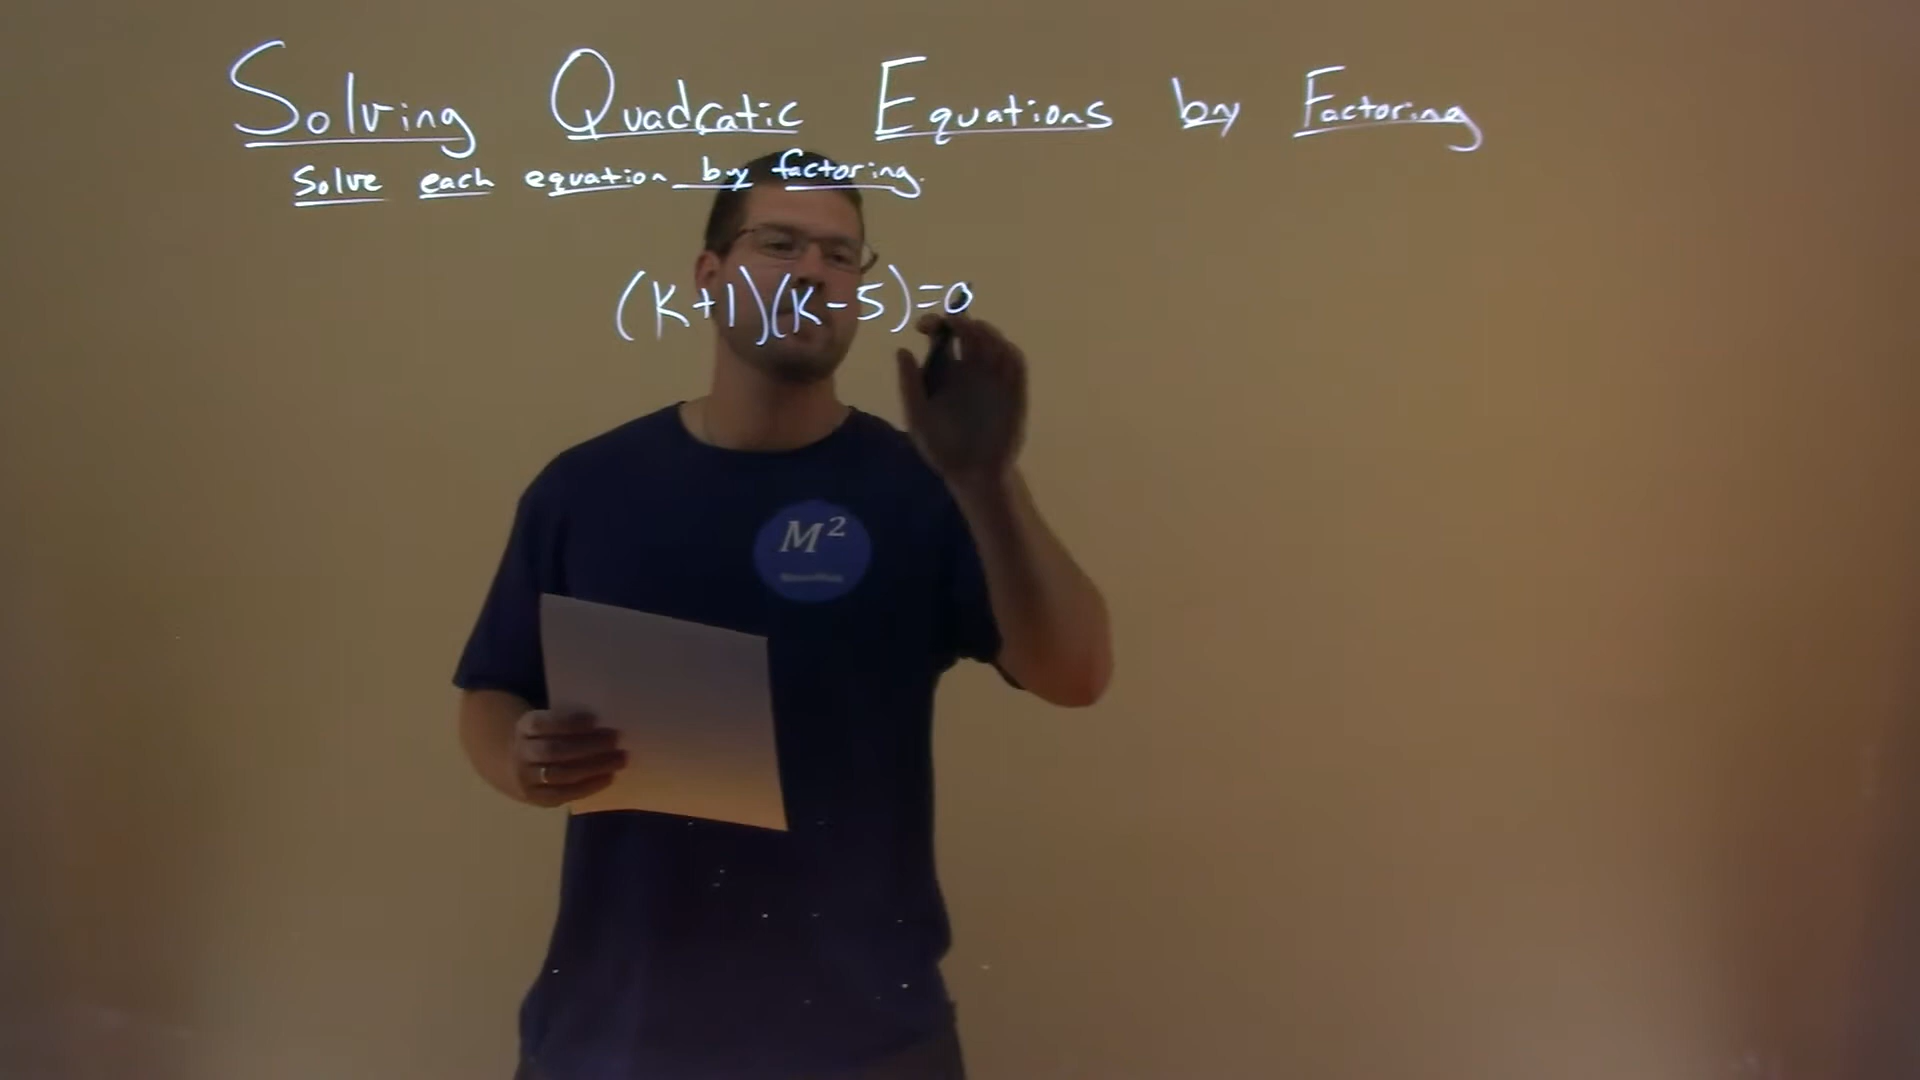 Solving Quadratic Equations by Factoring
Solve each equation by factoring.
(K+1)(K-5)=0
M²